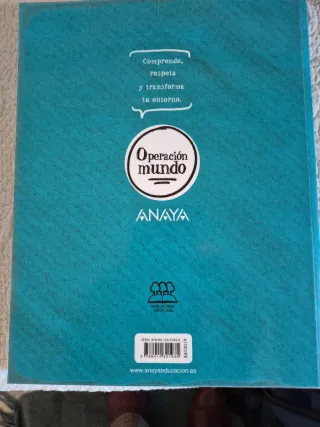 Comprende,
respeta
y transforma
tu entorno.
Operación
mundo
ANAYA
www.anayaeducacion.es